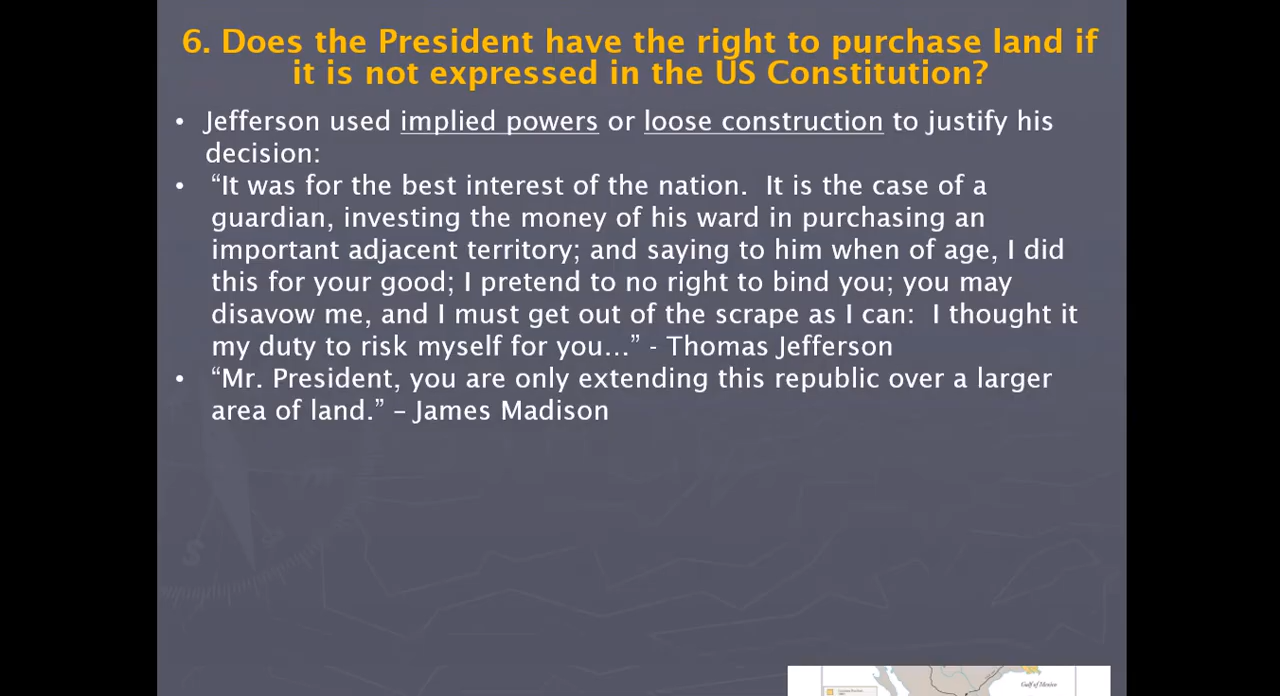 6. Does the President have the right to purchase land if
it is not expressed in the US Constitution?
• Jefferson used implied powers or loose construction to justify his
decision:
• “It was for the best interest of the nation.  It is the case of a
guardian, investing the money of his ward in purchasing an
important adjacent territory; and saying to him when of age, I did
this for your good; I pretend to no right to bind you; you may
disavow me, and I must get out of the scrape as I can:  I thought it
my duty to risk myself for you…” - Thomas Jefferson
• “Mr. President, you are only extending this republic over a larger
area of land.” – James Madison
S
Gulf of Mexico